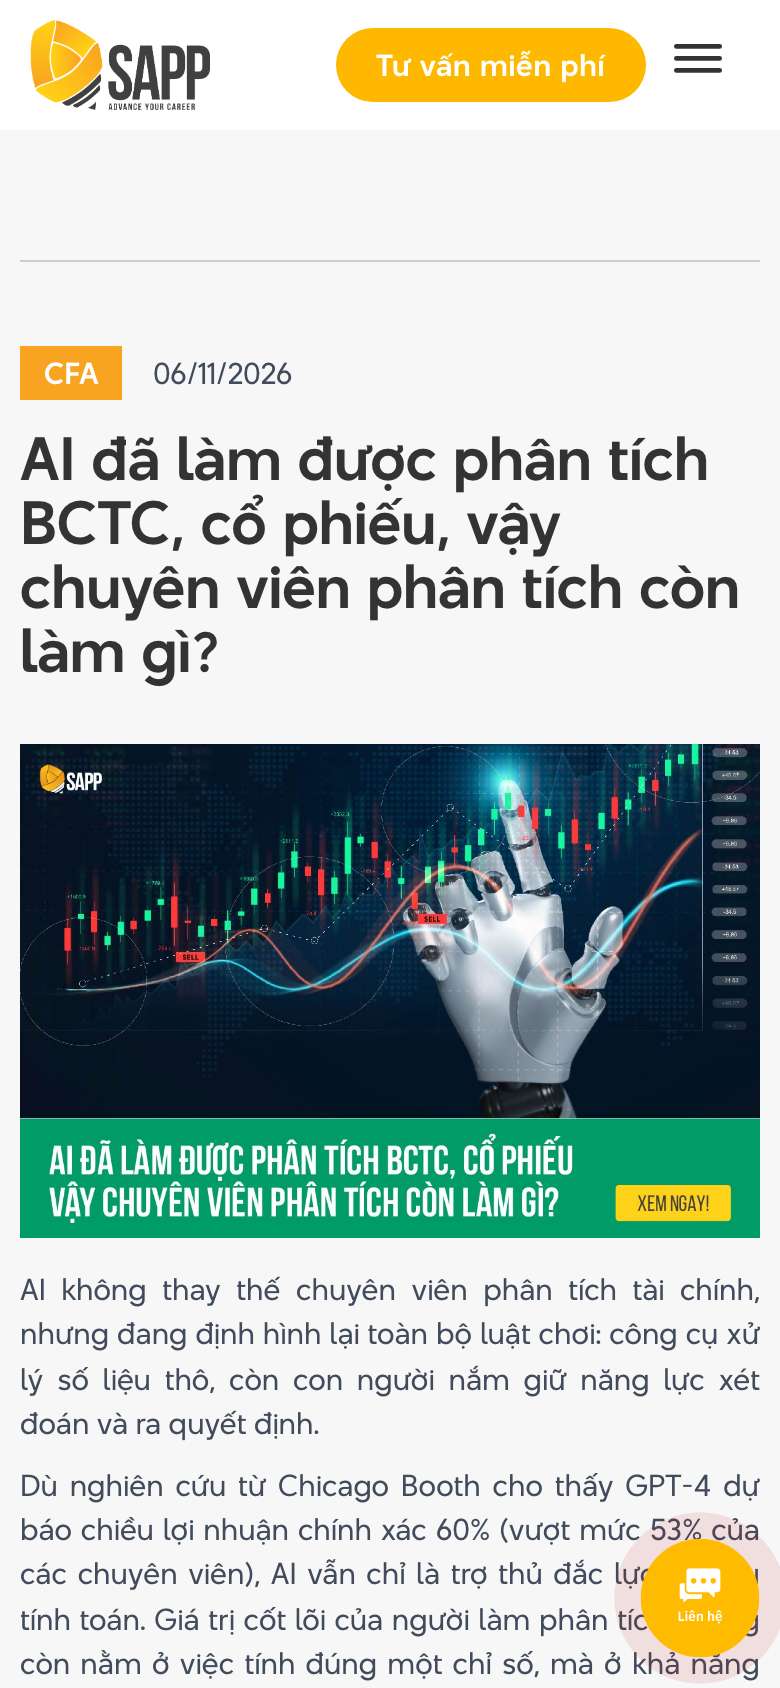 SAPP
ADVANCE YOUR CAREER
Tư vấn miễn phí
CFA
06/11/2026
AI đã làm được phân tích
BCTC, cổ phiếu, vậy
chuyên viên phân tích còn
làm gì?
SAPP
SELL
SELL
AI ĐÃ LÀM ĐƯỢC PHÂN TÍCH BCTC, CỔ PHIẾU
VẬY CHUYÊN VIÊN PHÂN TÍCH CÒN LÀM GÌ?
XEM NGAY!
AI không thay thế chuyên viên phân tích tài chính,
nhưng đang định hình lại toàn bộ luật chơi: công cụ xử
lý số liệu thô, còn con người nắm giữ năng lực xét
đoán và ra quyết định.
Dù nghiên cứu từ Chicago Booth cho thấy GPT-4 dự
báo chiều lợi nhuận chính xác 60% (vượt mức 53% của
các chuyên viên), AI vẫn chỉ là trợ thủ đắc
tính toán. Giá trị cốt lõi của người làm phân
còn nằm ở việc tính đúng một chỉ số, mà ở khả năng
Liên hệ